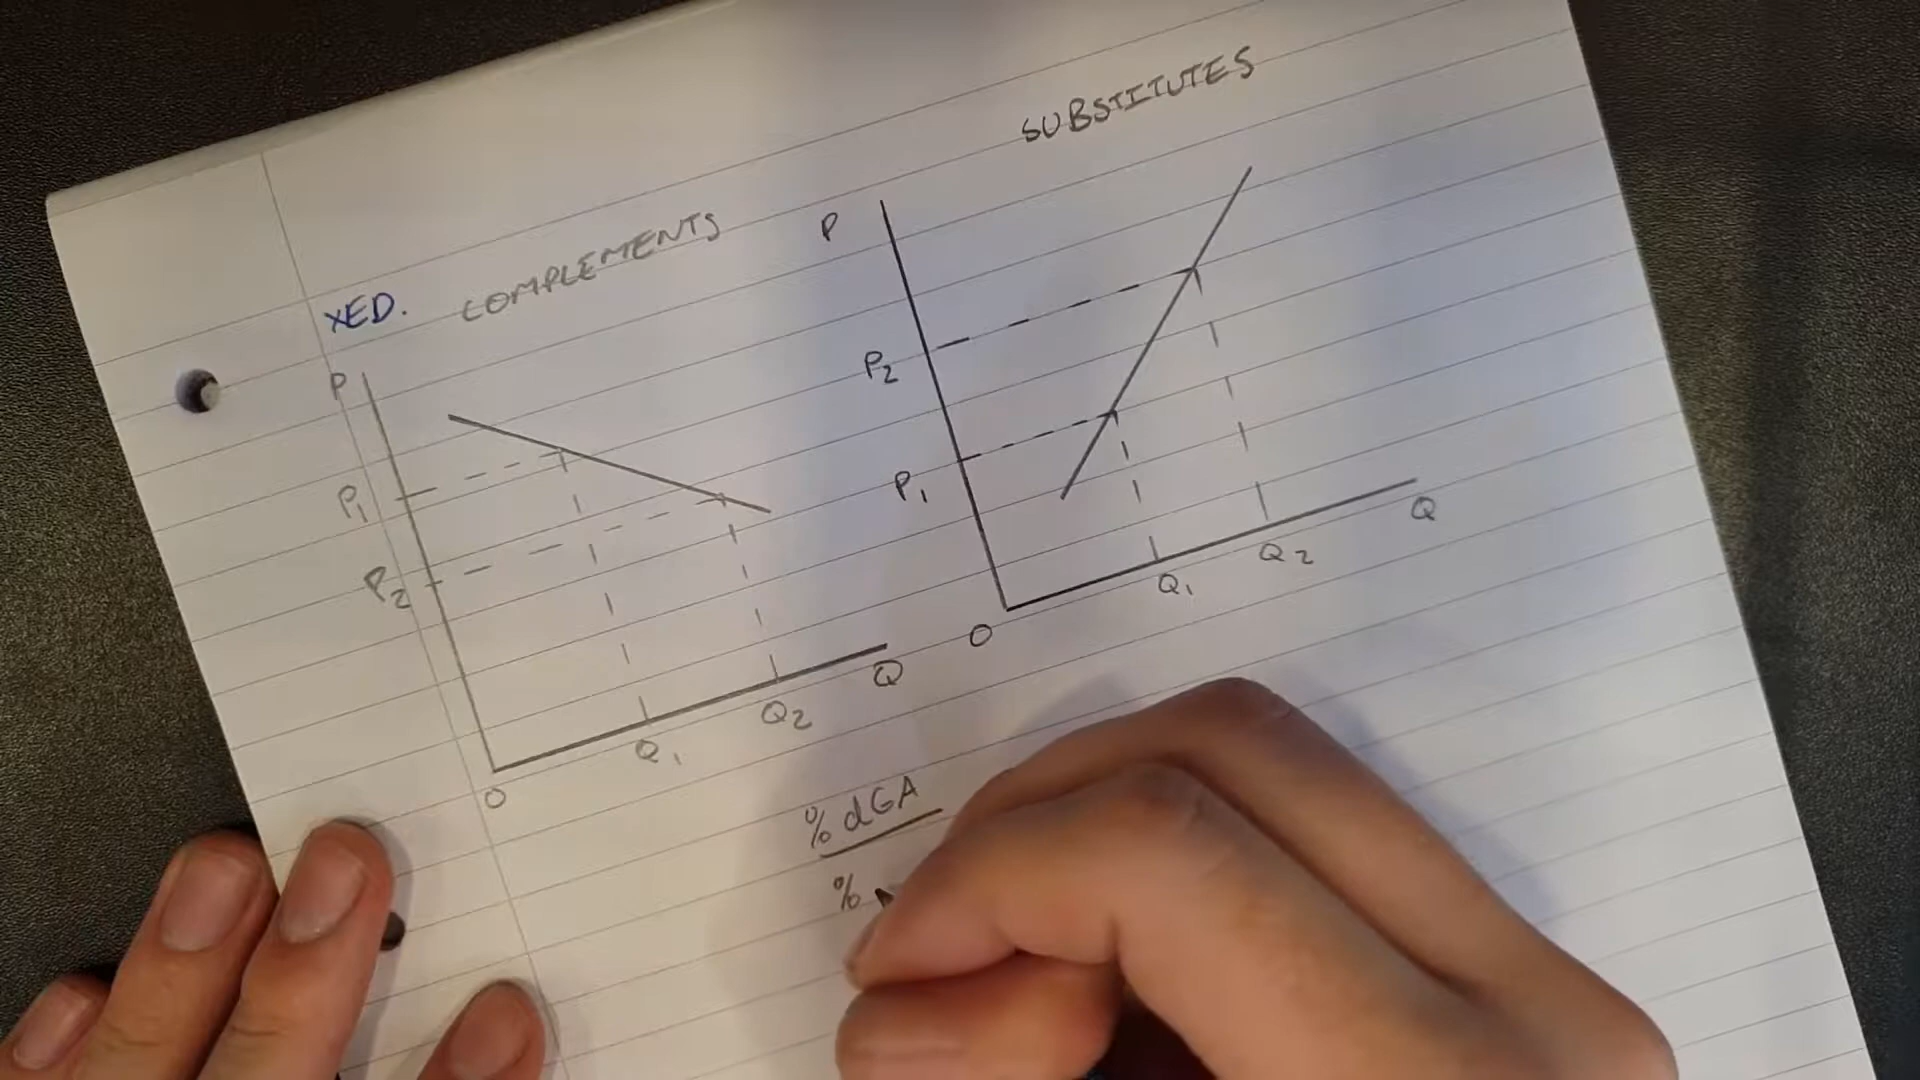 SUBSTITUTES
XED. COMPLEMENTS
P
P₁
P₂
O
Q₁
Q₂
Q
P
P₂
P₁
O
Q₁
Q₂
Q
% dGA
%